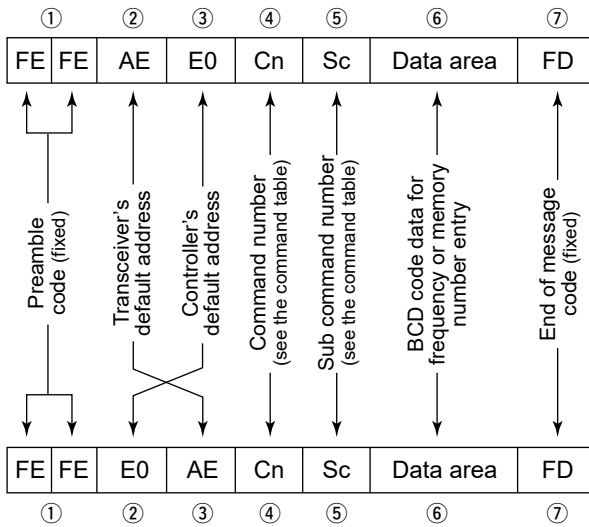 ① ② ③ ④ ⑤ ⑥ ⑦
FE FE AE E0 Cn Sc Data area FD
Preamble
code (fixed)
Transceiver's
default address
Controller's
default address
Command number
(see the command table)
Sub command number
(see the command table)
BCD code data for
frequency or memory
number entry
End of message
code (fixed)
FE FE E0 AE Cn Sc Data area FD
① ② ③ ④ ⑤ ⑥ ⑦